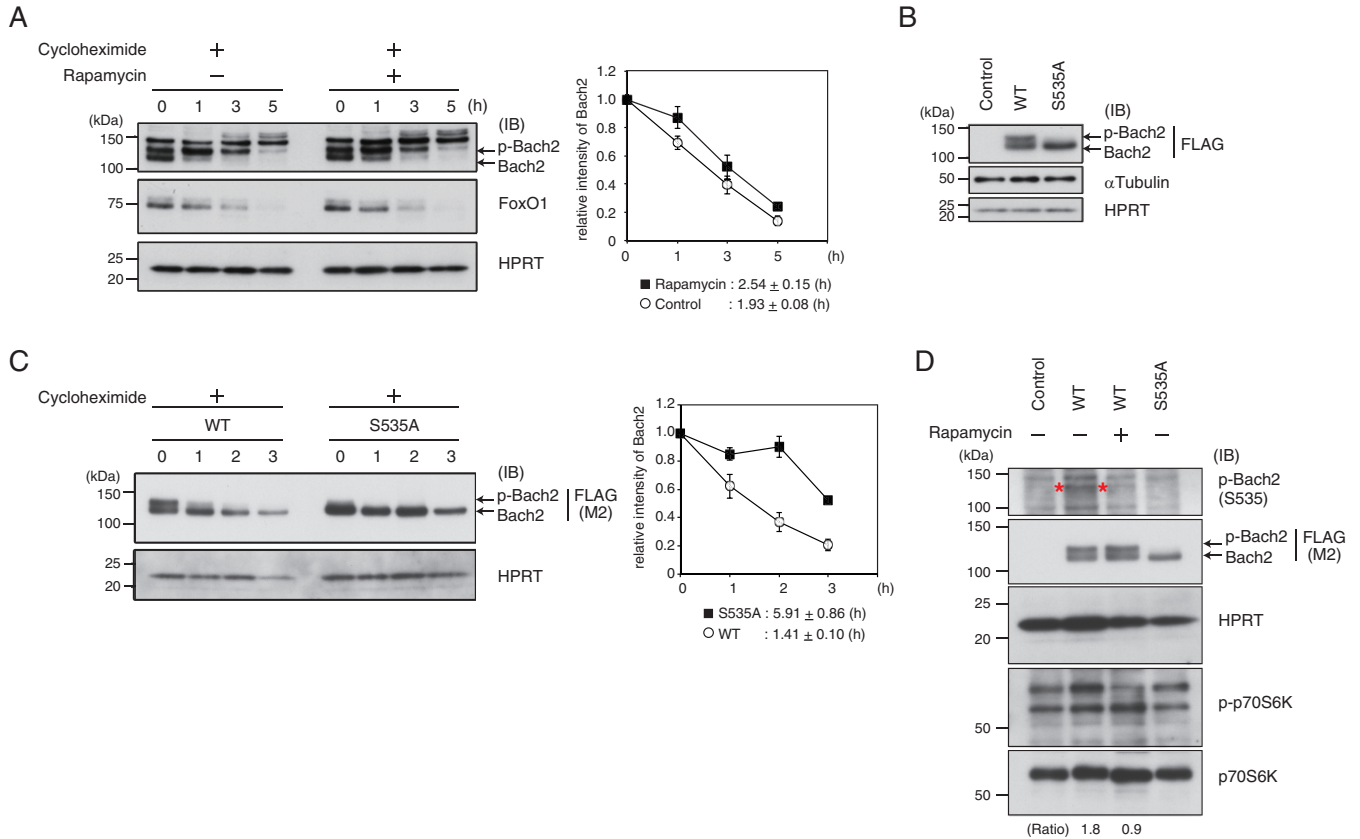 A
Cycloheximide + +
Rapamycin − +
0 1 3 5 0 1 3 5 (h)
(kDa) (IB)
150
p-Bach2
100
Bach2
75
FoxO1
25
20
HPRT
relative intensity of Bach2
1.2
1.0
0.8
0.6
0.4
0.2
0
0 1 3 5 (h)
■ Rapamycin : 2.54 ± 0.15 (h)
○ Control : 1.93 ± 0.08 (h)
B
Control WT S535A
(kDa) (IB)
150
p-Bach2
100
Bach2
FLAG
50
αTubulin
25
20
HPRT
C
Cycloheximide + +
WT S535A
0 1 2 3 0 1 2 3
(kDa) (IB)
150
p-Bach2
100
Bach2
FLAG
(M2)
25
20
HPRT
relative intensity of Bach2
1.2
1.0
0.8
0.6
0.4
0.2
0
0 1 2 3 (h)
■ S535A : 5.91 ± 0.86 (h)
○ WT : 1.41 ± 0.10 (h)
D
Control WT WT S535A
Rapamycin − − + −
(kDa) (IB)
150
* *
100
p-Bach2
(S535)
150
p-Bach2
100
Bach2
FLAG
(M2)
25
20
HPRT
p-p70S6K
50
p70S6K
50
(Ratio) 1.8 0.9